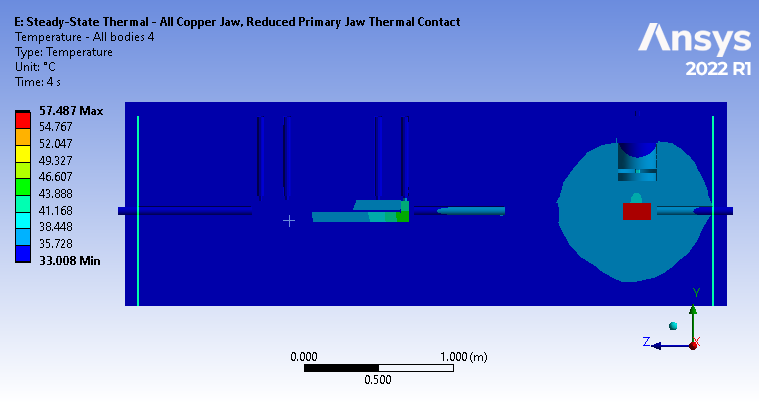 E: Steady-State Thermal - All Copper Jaw, Reduced Primary Jaw Thermal Contact
Temperature - All bodies 4
Type: Temperature
Unit: °C
Time: 4 s
Ansys
2022 R1
57.487 Max
54.767
52.047
49.327
46.607
43.888
41.168
38.448
35.728
33.008 Min
Y
Z
X
0.000
1.000 (m)
0.500